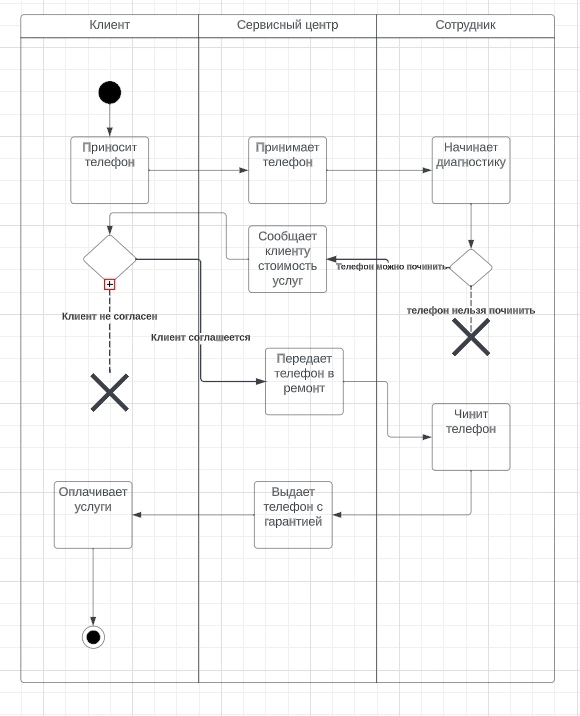 Клиент
Сервисный центр
Сотрудник
Приносит
телефон
Принимает
телефон
Начинает
диагностику
Сообщает
клиенту
стоимость
услуг
Телефон можно починить
телефон нельзя починить
Клиент не согласен
Клиент соглашеется
Передает
телефон в
ремонт
Чинит
телефон
Оплачивает
услуги
Выдает
телефон с
гарантией